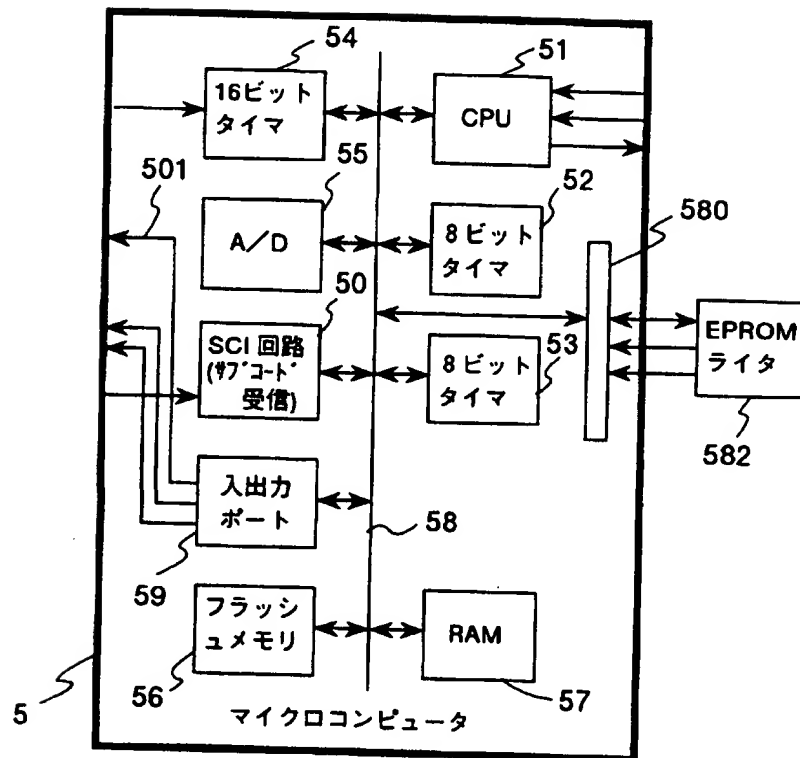 54
51
16ビット
タイマ
CPU
501
55
52
580
A/D
8ビット
タイマ
50
SCI回路
(ｻﾌﾞｺｰﾄﾞ
受信)
8ビット
タイマ
53
EPROM
ライタ
582
入出力
ポート
58
59
フラッシ
ュメモリ
RAM
56
57
5
マイクロコンピュータ